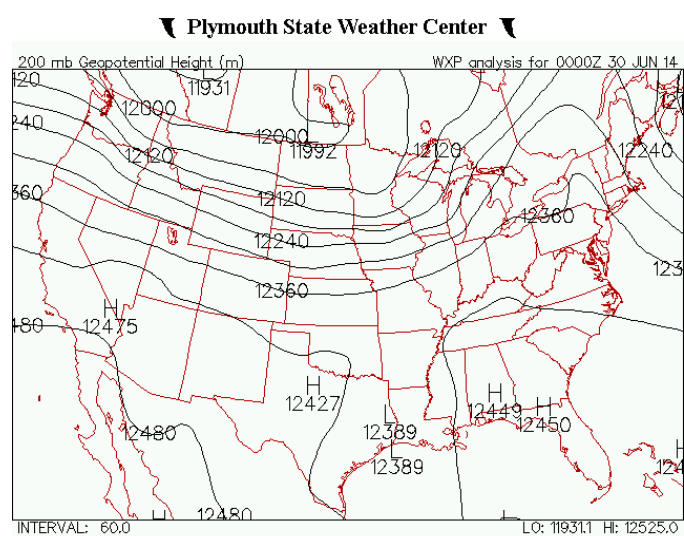 Plymouth State Weather Center
200 mb Geopotential Height (m) WXP analysis for 0000Z 30 JUN 14
120
L
11931
12000
240
12000
11992
12120
12120
12240
12120
360
12360
12240
12360
H
12475
480
H
12427
H
12449
H
12450
L
12389
L
12389
12480
12480
H
INTERVAL: 60.0 LO: 11931.1 HI: 12525.0